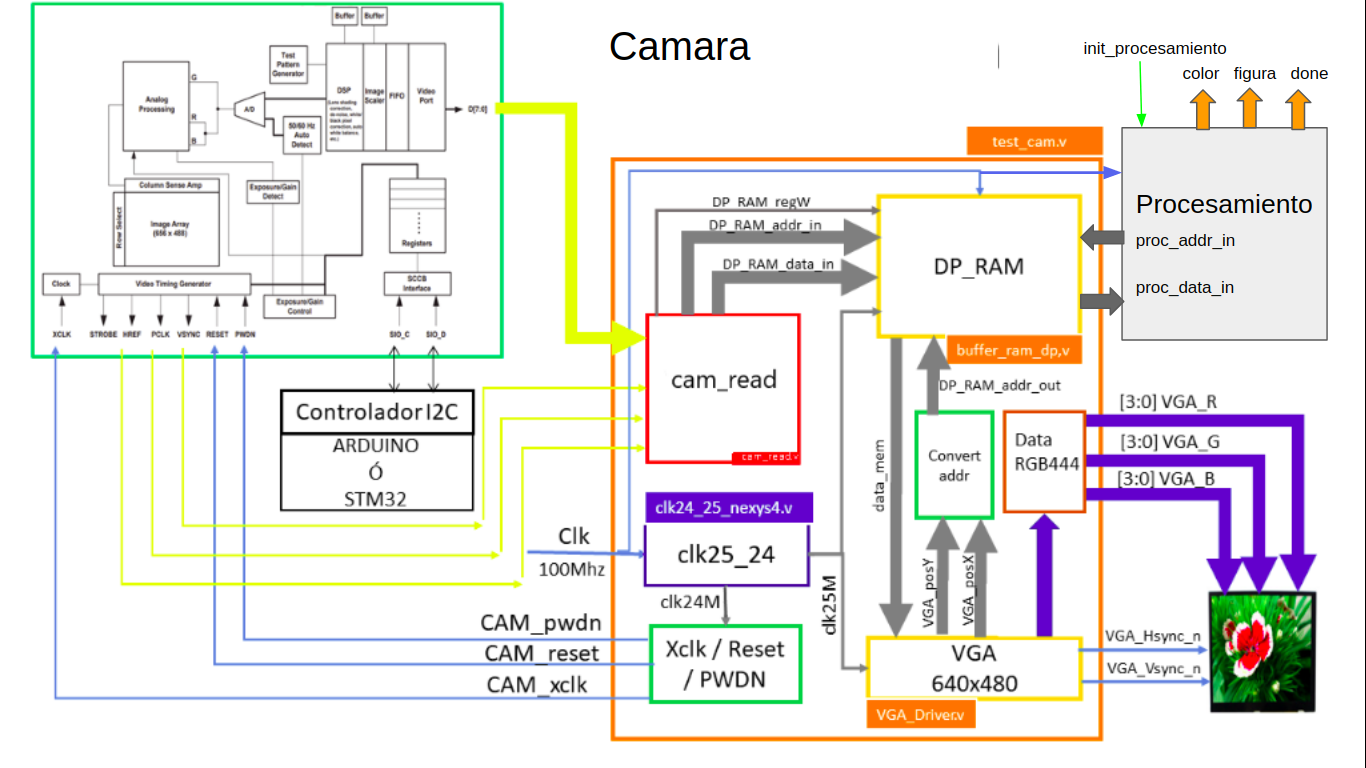 Camara
Buffer
Buffer
Test
Pattern
Generator
Analog
Processing
G
R
B
A/D
50/60 Hz
Auto
Detect
DSP
Image
Scaler
FIFO
Video
Port
D[7:0]
Column Sense Amp
Row Select
Image Array
(656 x 488)
Exposure/Gain
Detect
Registers
Clock
Video Timing Generator
Exposure/Gain
Control
SCCB
Interface
XCLK
STROBE
HREF
PCLK
VSYNC
RESET
PWDN
SIO_C
SIO_D
Controlador I2C
ARDUINO
Ó
STM32
Clk
100Mhz
CAM_pwdn
CAM_reset
CAM_xclk
test_cam.v
DP_RAM_regW
DP_RAM_addr_in
DP_RAM_data_in
DP_RAM
buffer_ram_dp,v
cam_read
cam_read.v
clk24_25_nexys4.v
clk25_24
clk24M
clk25M
Xclk / Reset
/ PWDN
data_mem
DP_RAM_addr_out
Convert
addr
Data
RGB444
VGA_posY
VGA_posX
VGA
640x480
VGA_Driver.v
init_procesamiento
color
figura
done
Procesamiento
proc_addr_in
proc_data_in
[3:0] VGA_R
[3:0] VGA_G
[3:0] VGA_B
VGA_Hsync_n
VGA_Vsync_n